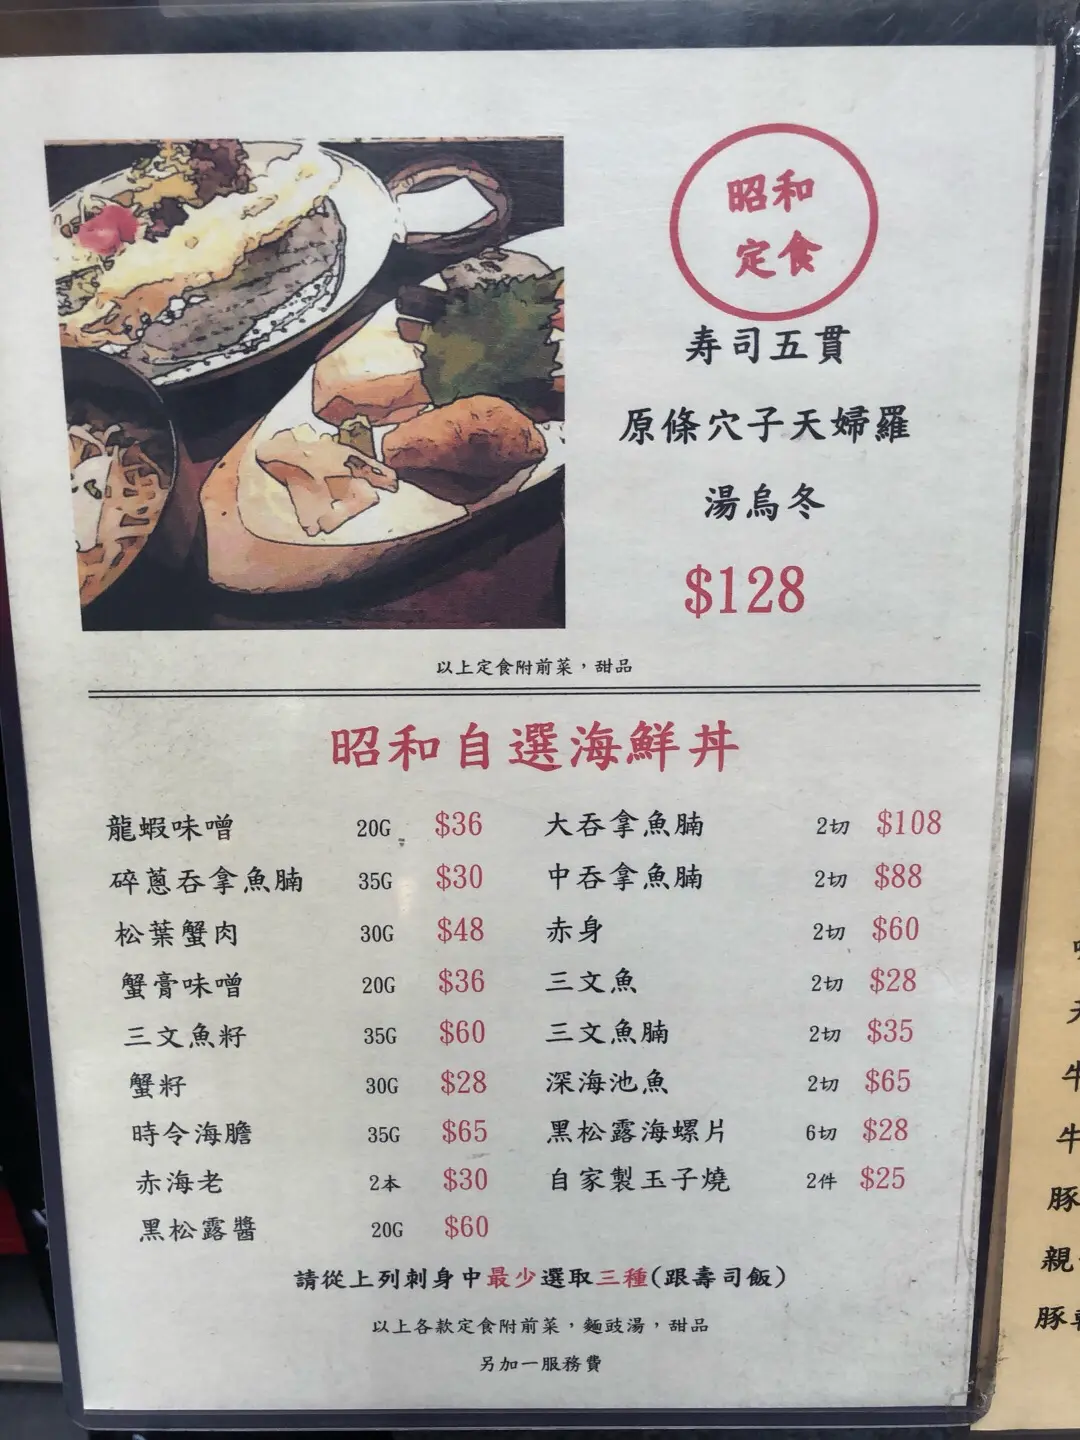 昭和
定食
寿司五貫
原條穴子天婦羅
湯烏冬
$128
以上定食附前菜，甜品
昭和自選海鮮丼
龍蝦味噌 20G $36
大吞拿魚腩 2切 $108
碎蔥吞拿魚腩 35G $30
中吞拿魚腩 2切 $88
松葉蟹肉 30G $48
赤身 2切 $60
蟹膏味噌 20G $36
三文魚 2切 $28
三文魚籽 35G $60
三文魚腩 2切 $35
蟹籽 30G $28
深海池魚 2切 $65
時令海膽 35G $65
黑松露海螺片 6切 $28
赤海老 2本 $30
自家製玉子燒 2件 $25
黑松露醬 20G $60
請從上列刺身中最少選取三種(跟壽司飯)
以上各款定食附前菜，麵豉湯，甜品
另加一服務費
牛
牛
豚
親
豚